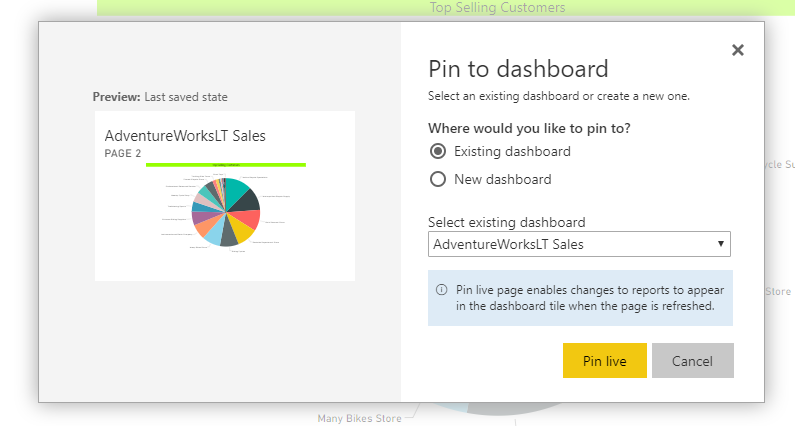 Top Selling Customers
Pin to dashboard
Select an existing dashboard or create a new one.
Preview: Last saved state
AdventureWorksLT Sales
PAGE 2
Where would you like to pin to?
Existing dashboard
New dashboard
Select existing dashboard
AdventureWorksLT Sales
Pin live page enables changes to reports to appear
in the dashboard tile when the page is refreshed.
Pin live
Cancel
ycle Su
Store
Many Bikes Store